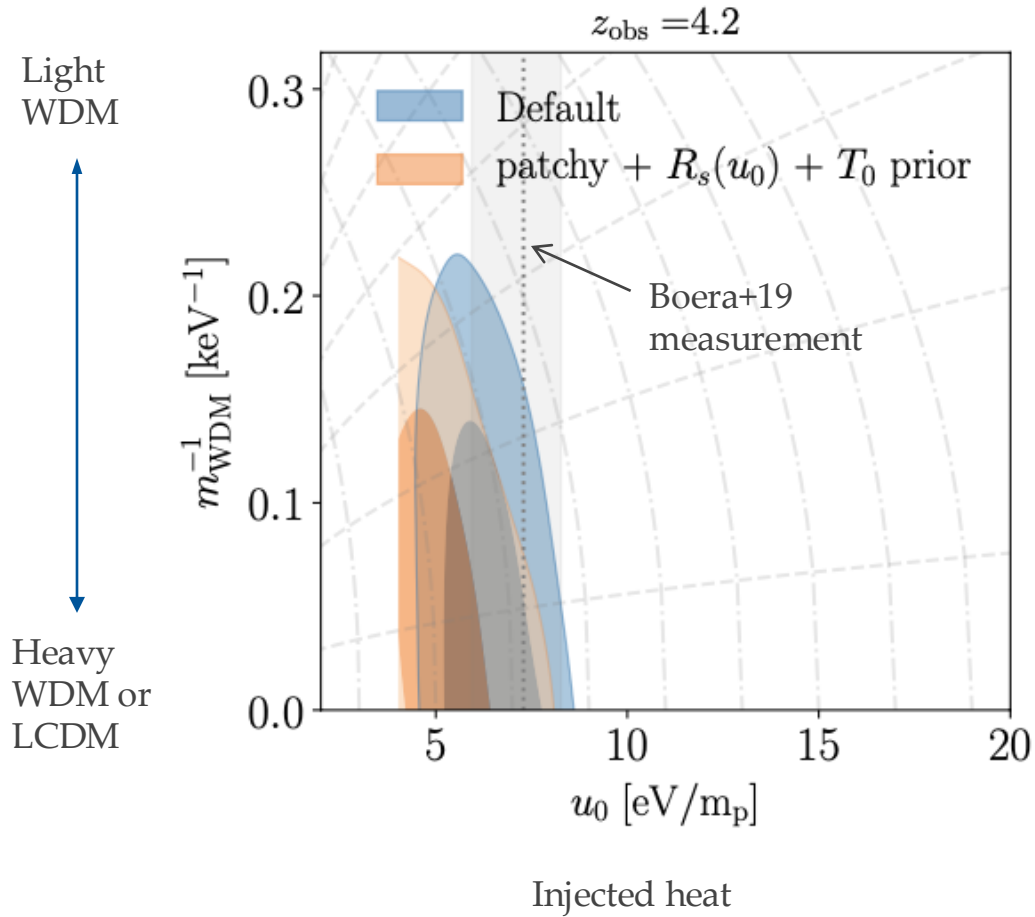 z_obs =4.2
Light
WDM
0.3
0.2
0.1
0.0
m_WDM^−1 [keV^−1]
Default
patchy + R_s(u_0) + T_0 prior
Boera+19
measurement
Heavy
WDM or
LCDM
5 10 15 20
u_0 [eV/m_p]
Injected heat